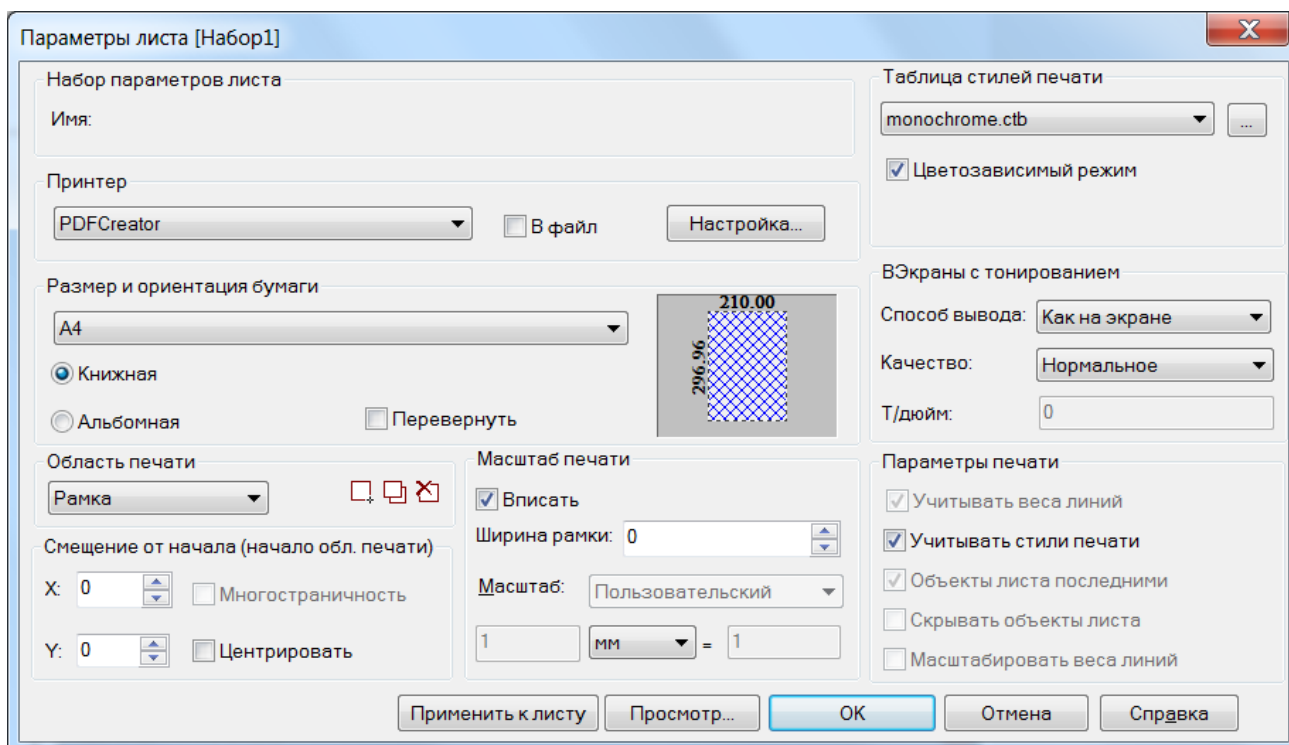 Параметры листа [Набор1]
X
Набор параметров листа
Имя:
Принтер
PDFCreator
В файл
Настройка...
Размер и ориентация бумаги
A4
Книжная
Альбомная
Перевернуть
210.00
296.96
Область печати
Рамка
Смещение от начала (начало обл. печати)
X: 0
Многостраничность
Y: 0
Центрировать
Масштаб печати
Вписать
Ширина рамки: 0
Масштаб: Пользовательский
1 мм = 1
Таблица стилей печати
monochrome.ctb ...
Цветозависимый режим
ВЭкраны с тонированием
Способ вывода: Как на экране
Качество: Нормальное
Т/дюйм: 0
Параметры печати
Учитывать веса линий
Учитывать стили печати
Объекты листа последними
Скрывать объекты листа
Масштабировать веса линий
Применить к листу Просмотр... OK Отмена Справка